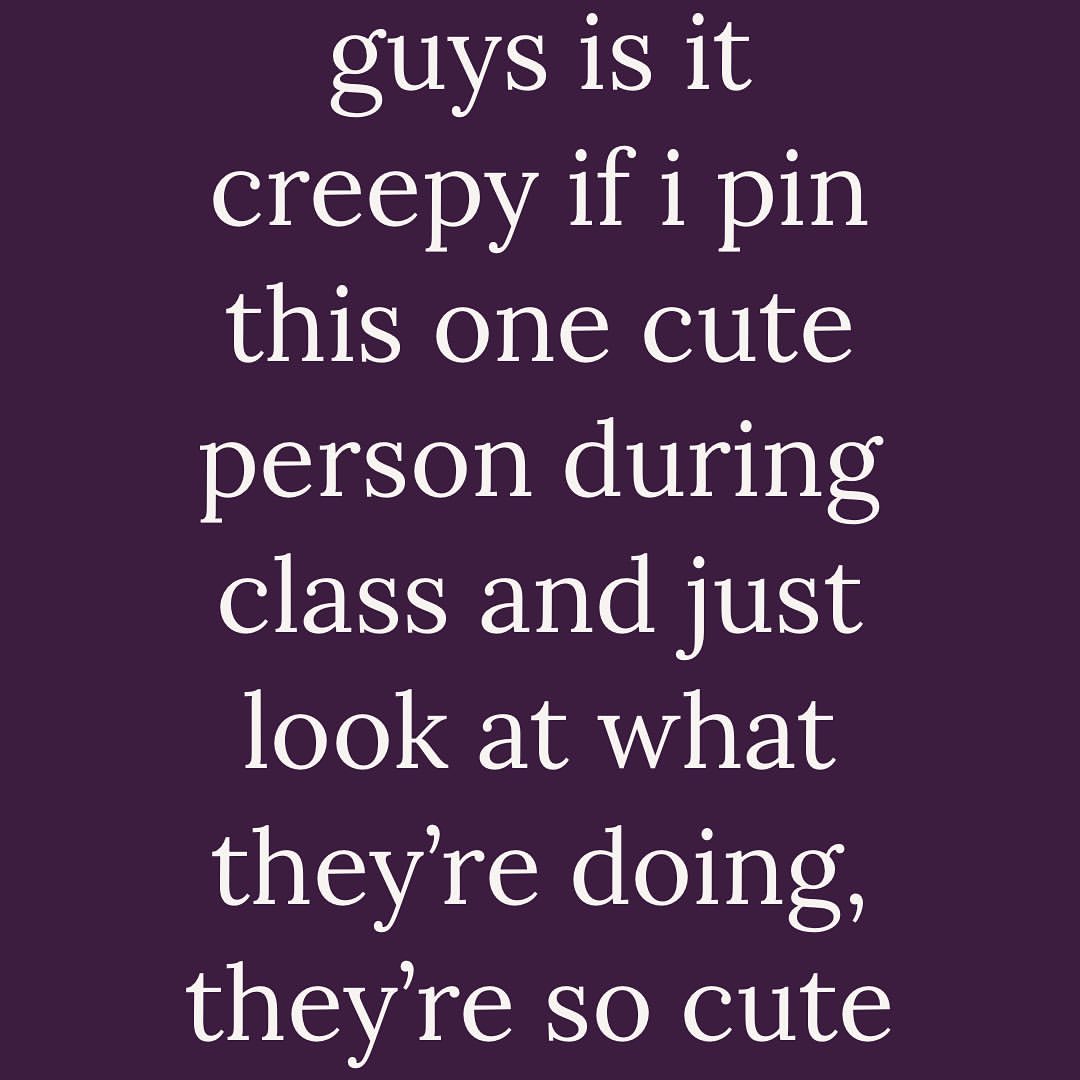 guys is it
creepy if i pin
this one cute
person during
class and just
look at what
they’re doing,
they’re so cute